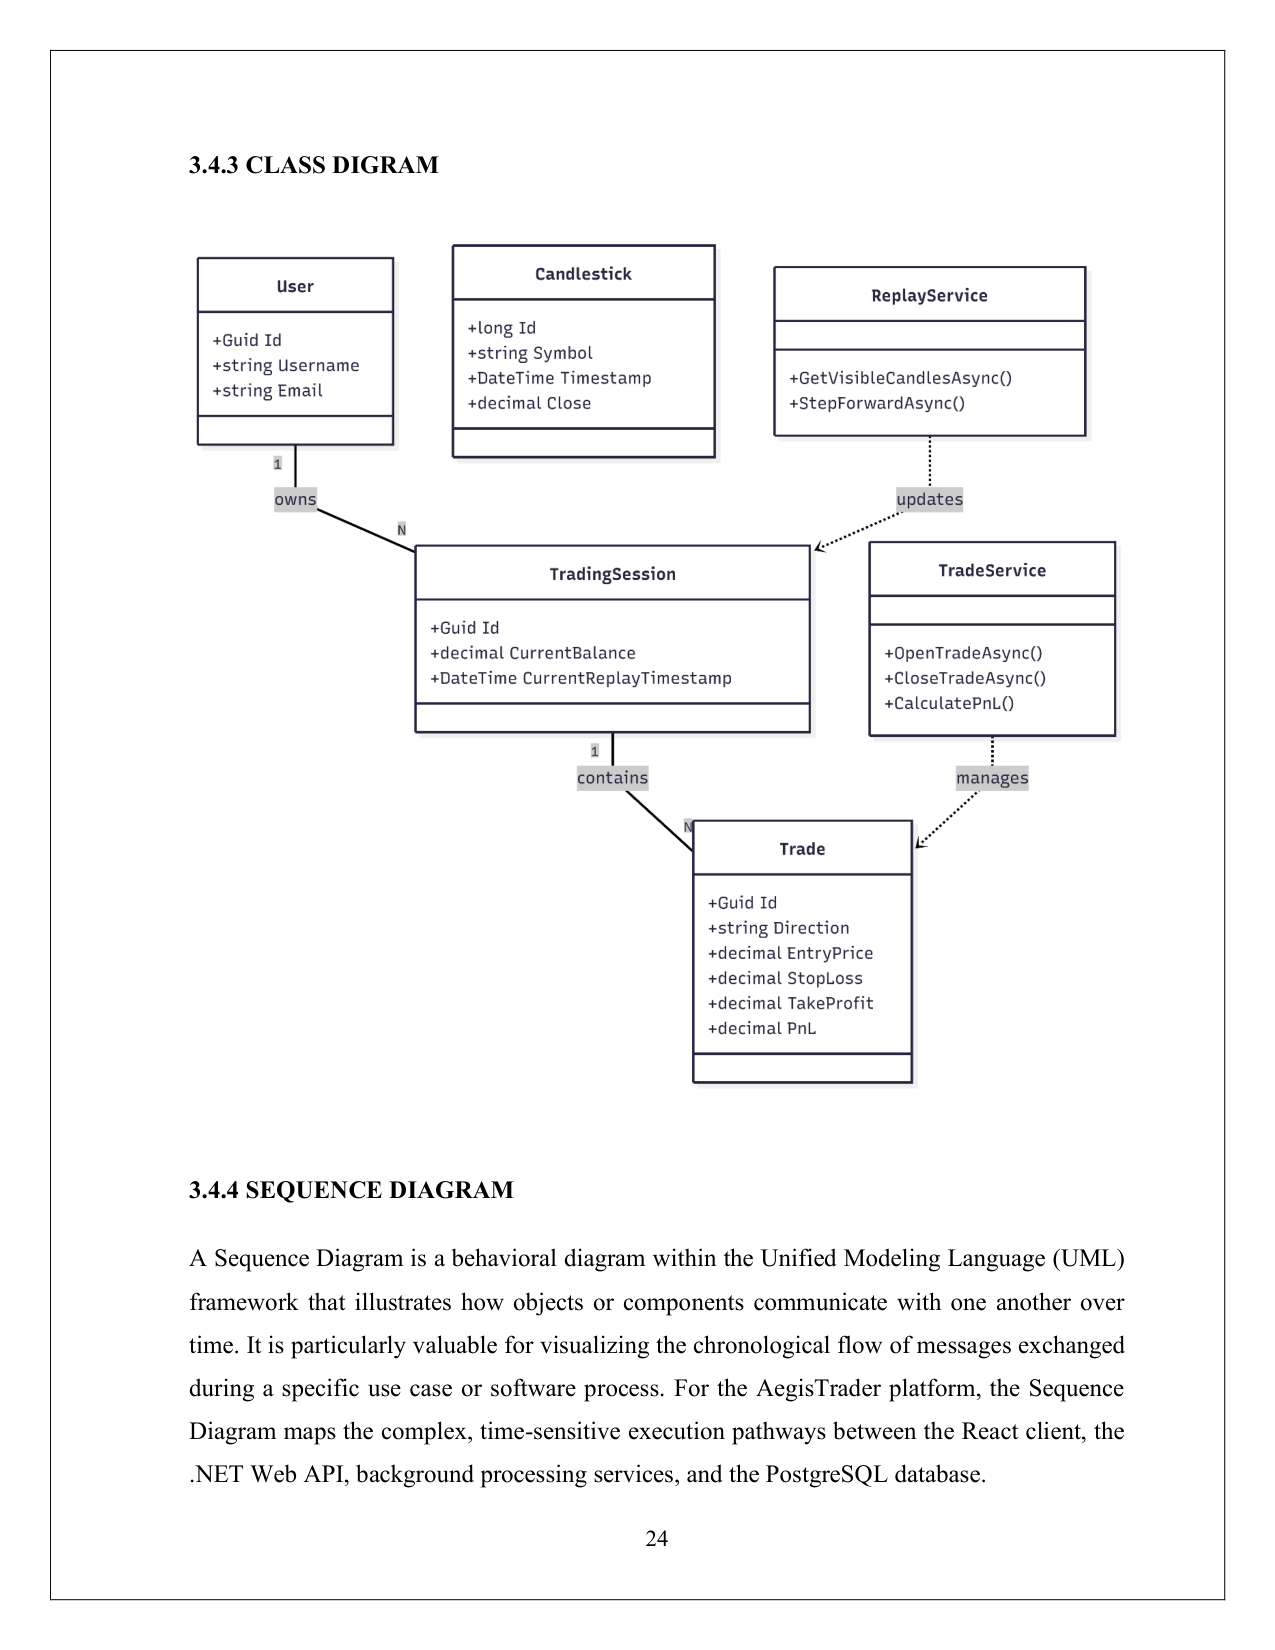 3.4.3 CLASS DIGRAM
User
+Guid Id
+string Username
+string Email
Candlestick
+long Id
+string Symbol
+DateTime Timestamp
+decimal Close
ReplayService
+GetVisibleCandlesAsync()
+StepForwardAsync()
1
owns
N
updates
TradingSession
+Guid Id
+decimal CurrentBalance
+DateTime CurrentReplayTimestamp
TradeService
+OpenTradeAsync()
+CloseTradeAsync()
+CalculatePnL()
1
contains
N
manages
Trade
+Guid Id
+string Direction
+decimal EntryPrice
+decimal StopLoss
+decimal TakeProfit
+decimal PnL
3.4.4 SEQUENCE DIAGRAM
A Sequence Diagram is a behavioral diagram within the Unified Modeling Language (UML)
framework that illustrates how objects or components communicate with one another over
time. It is particularly valuable for visualizing the chronological flow of messages exchanged
during a specific use case or software process. For the AegisTrader platform, the Sequence
Diagram maps the complex, time-sensitive execution pathways between the React client, the
.NET Web API, background processing services, and the PostgreSQL database.
24